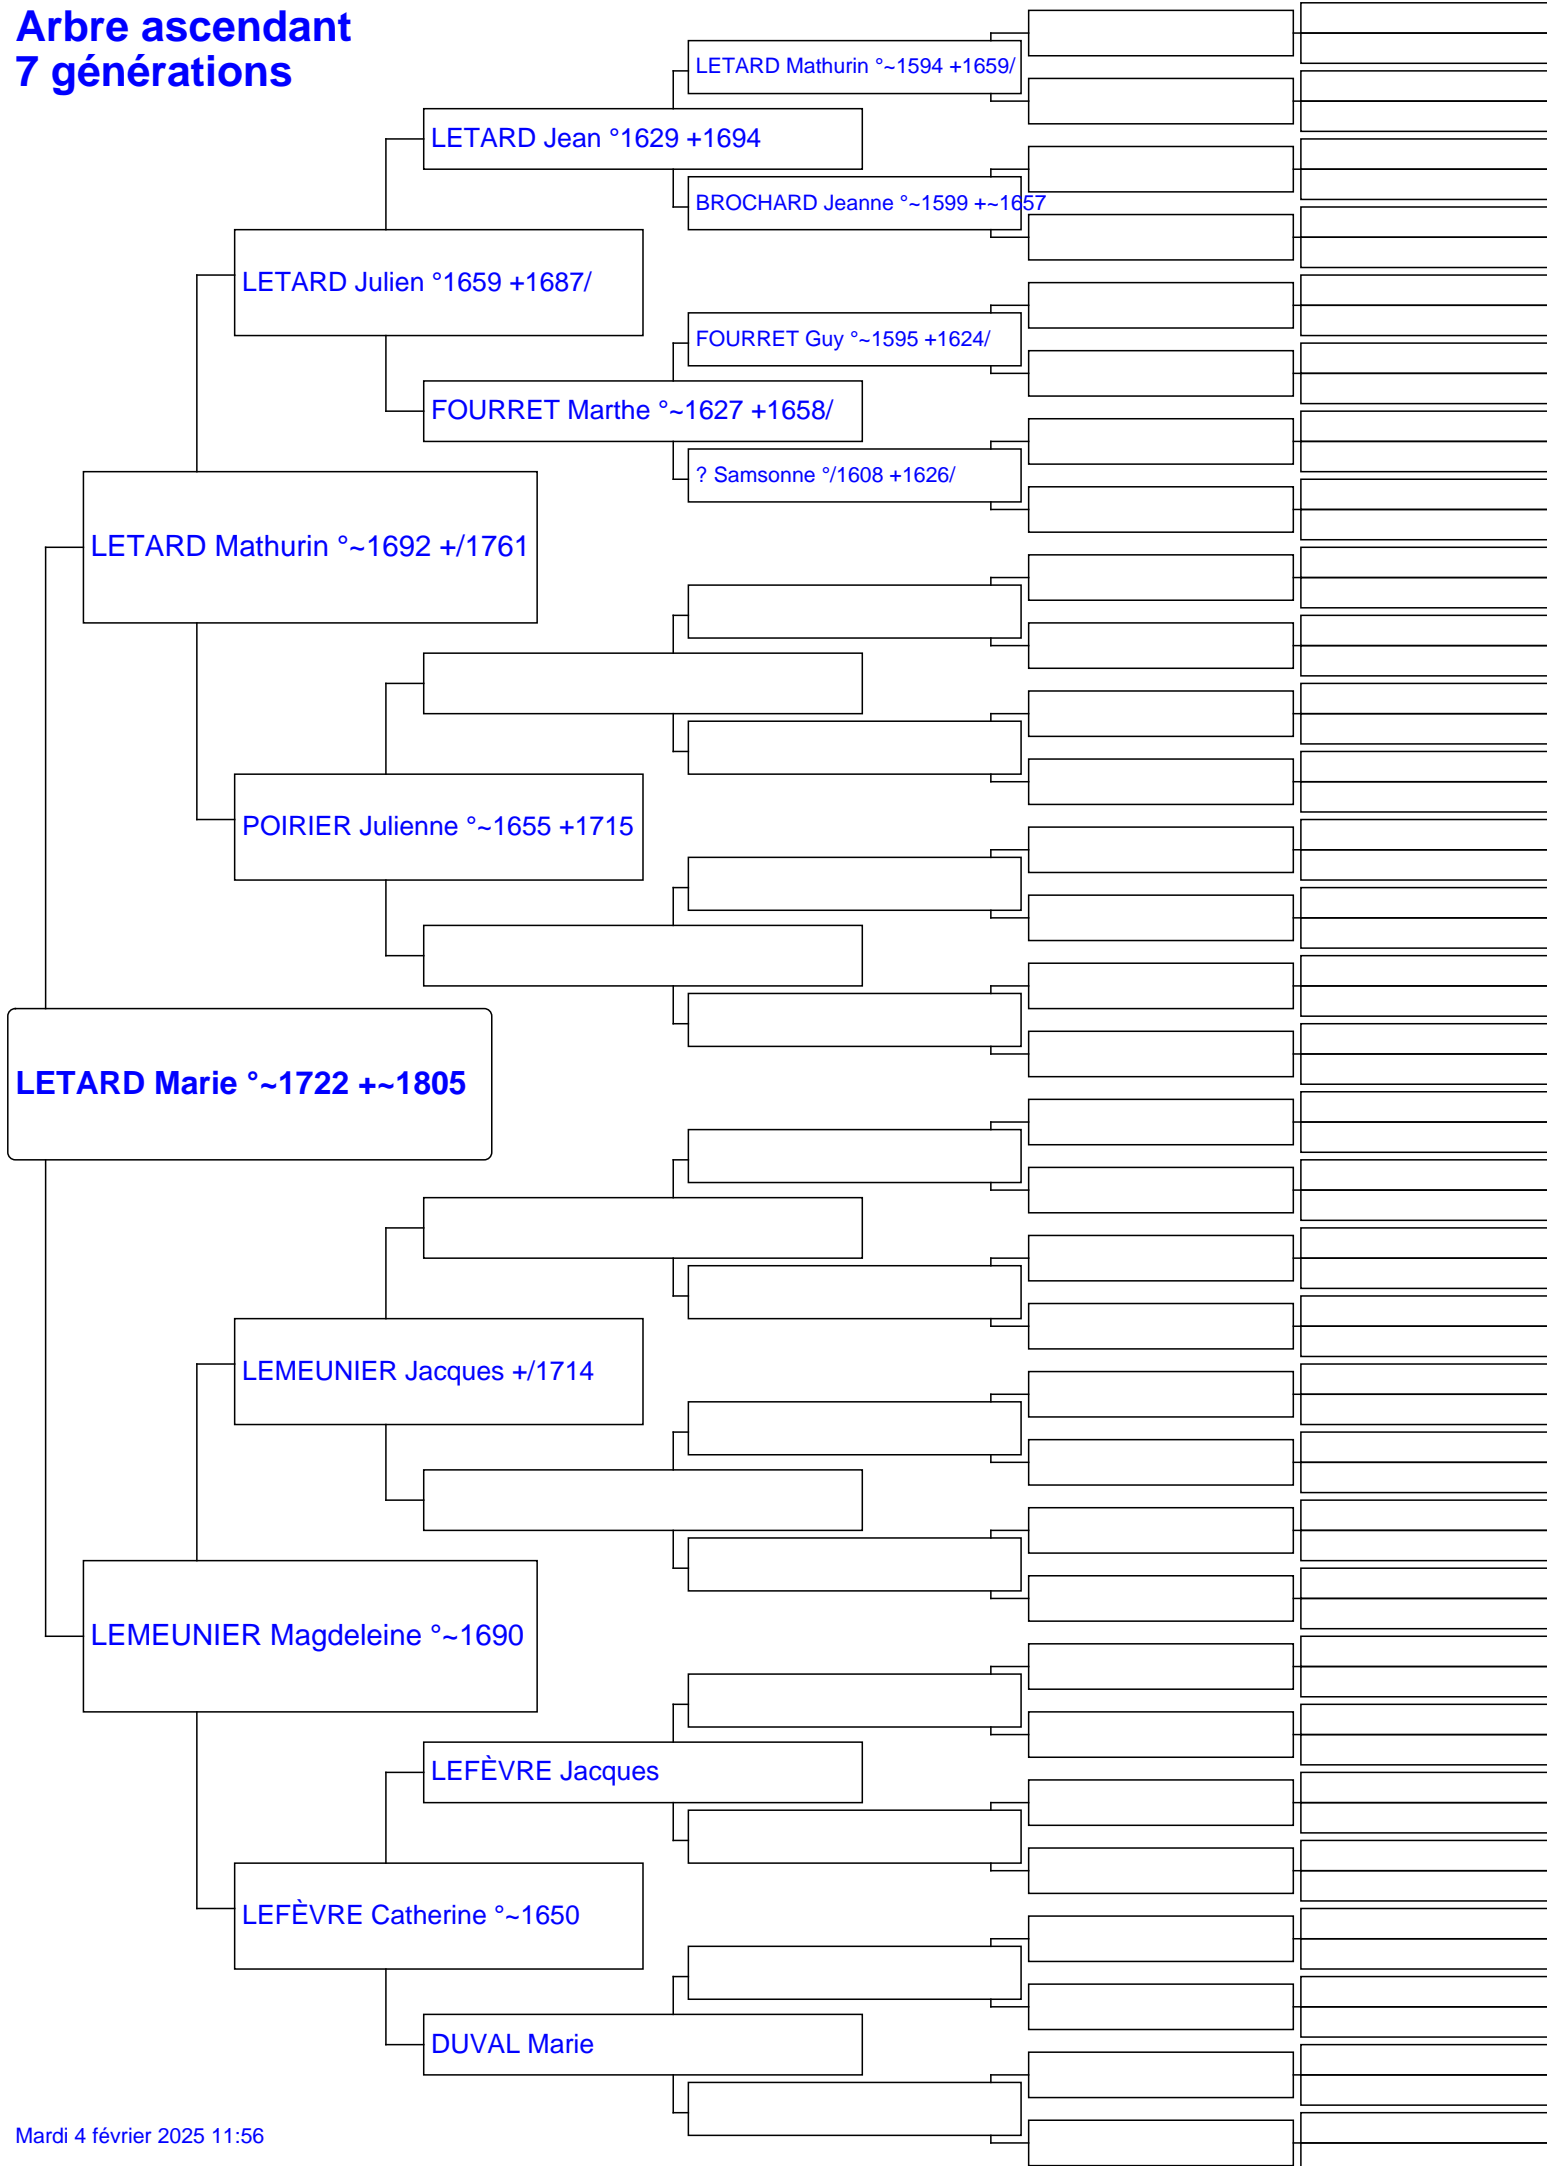 Arbre ascendant
7 générations
LETARD Mathurin °~1594 +1659/
LETARD Jean °1629 +1694
BROCHARD Jeanne °~1599 +~1657
LETARD Julien °1659 +1687/
FOURRET Guy °~1595 +1624/
FOURRET Marthe °~1627 +1658/
? Samsonne °/1608 +1626/
LETARD Mathurin °~1692 +/1761
POIRIER Julienne °~1655 +1715
LETARD Marie °~1722 +~1805
LEMEUNIER Jacques +/1714
LEMEUNIER Magdeleine °~1690
LEFÈVRE Jacques
LEFÈVRE Catherine °~1650
DUVAL Marie
Mardi 4 février 2025 11:56